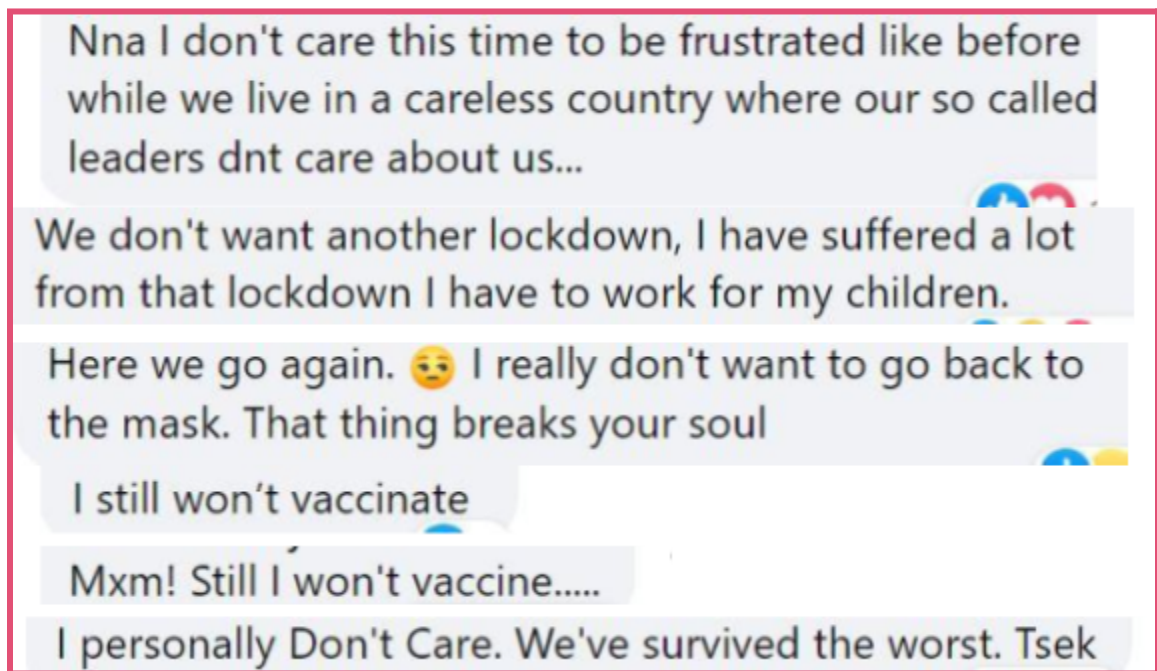 Nna I don't care this time to be frustrated like before
while we live in a careless country where our so called
leaders dnt care about us...
We don't want another lockdown, I have suffered a lot
from that lockdown I have to work for my children.
Here we go again. 😒 I really don't want to go back to
the mask. That thing breaks your soul
I still won't vaccinate
Mxm! Still I won't vaccine.....
I personally Don't Care. We've survived the worst. Tsek